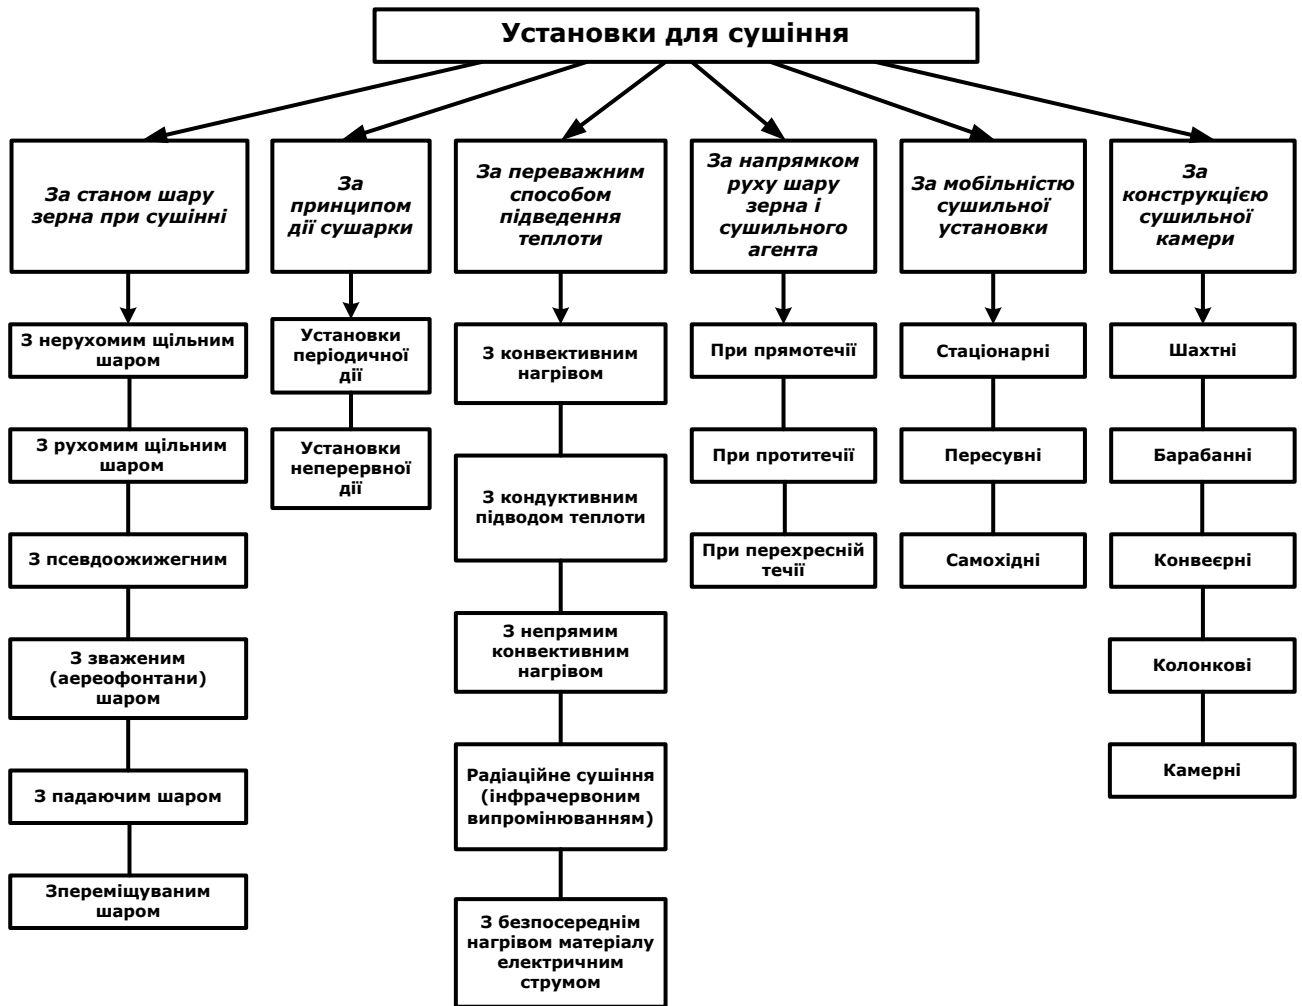 Установки для сушіння
За станом шару
зерна при сушінні
За
принципом
дії сушарки
За переважним
способом
підведення
теплоти
За напрямком
руху шару
зерна і
сушильного
агента
За мобільністю
сушильної
установки
За
конструкцією
сушильної
камери
З нерухомим щільним
шаром
З рухомим щільним
шаром
З псевдоожижегним
З зваженим
(аереофонтани)
шаром
З падаючим шаром
Зпереміщуваним
шаром
Установки
періодичної
дії
Установки
неперервної
дії
З конвективним
нагрівом
З кондуктивним
підводом теплоти
З непрямим
конвективним
нагрівом
Радіаційне сушіння
(інфрачервоним
випромінюванням)
З безпосереднім
нагрівом матеріалу
електричним
струмом
При прямотечії
При протитечії
При перехресній
течії
Стаціонарні
Пересувні
Самохідні
Шахтні
Барабанні
Конвеєрні
Колонкові
Камерні